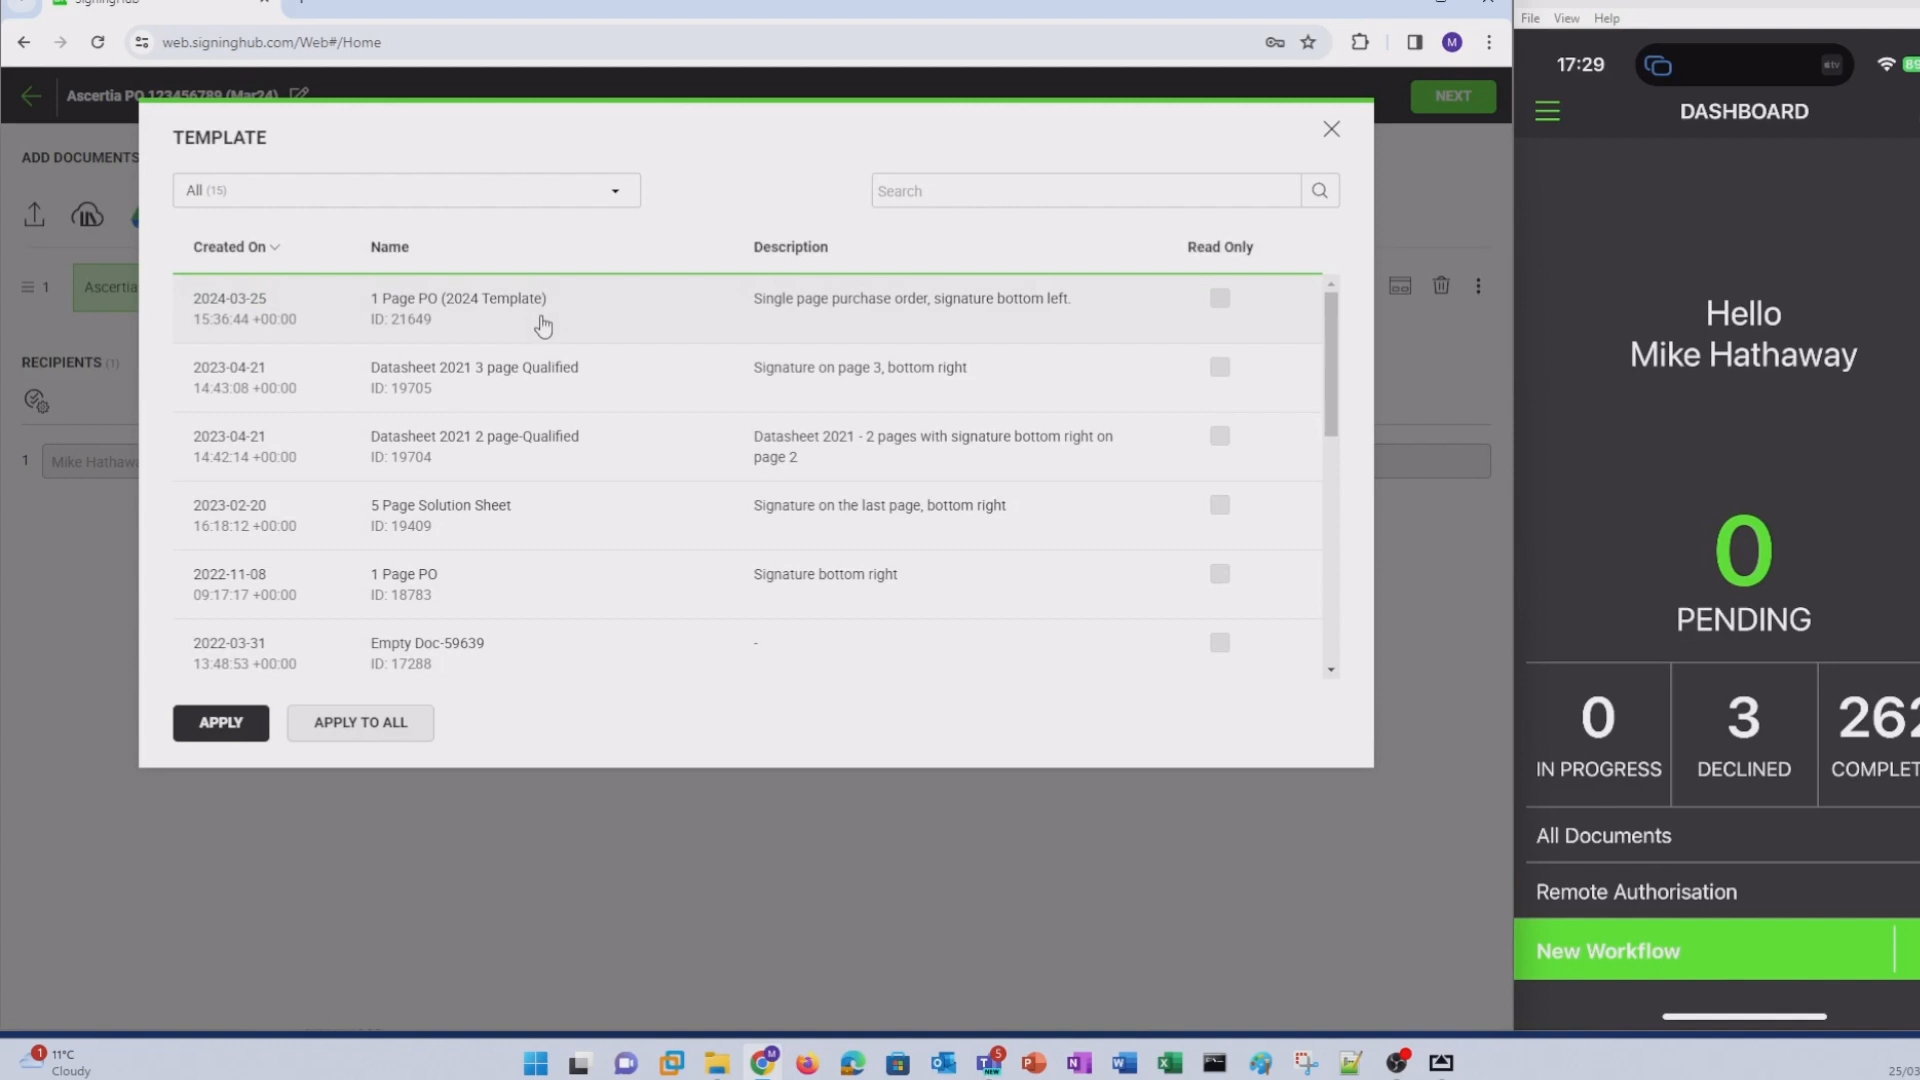 File View Help
web.signinghub.com/Web#/Home
M
17:29
tv
89
DASHBOARD
Ascertia PO 123456789 (Mar24)
NEXT
TEMPLATE
ADD DOCUMENTS
All (15)
Search
Created On
Name
Description
Read Only
1
Ascertia
2024-03-25
15:36:44 +00:00
1 Page PO (2024 Template)
ID: 21649
Single page purchase order, signature bottom left.
2023-04-21
14:43:08 +00:00
Datasheet 2021 3 page Qualified
ID: 19705
Signature on page 3, bottom right
RECIPIENTS (1)
2023-04-21
14:42:14 +00:00
Datasheet 2021 2 page-Qualified
ID: 19704
Datasheet 2021 - 2 pages with signature bottom right on
page 2
1
Mike Hathaw
2023-02-20
16:18:12 +00:00
5 Page Solution Sheet
ID: 19409
Signature on the last page, bottom right
2022-11-08
09:17:17 +00:00
1 Page PO
ID: 18783
Signature bottom right
2022-03-31
13:48:53 +00:00
Empty Doc-59639
ID: 17288
-
APPLY
APPLY TO ALL
Hello
Mike Hathaway
0
PENDING
0
IN PROGRESS
3
DECLINED
262
COMPLET
All Documents
Remote Authorisation
New Workflow
1
11°C
Cloudy
5
NEW
25/03